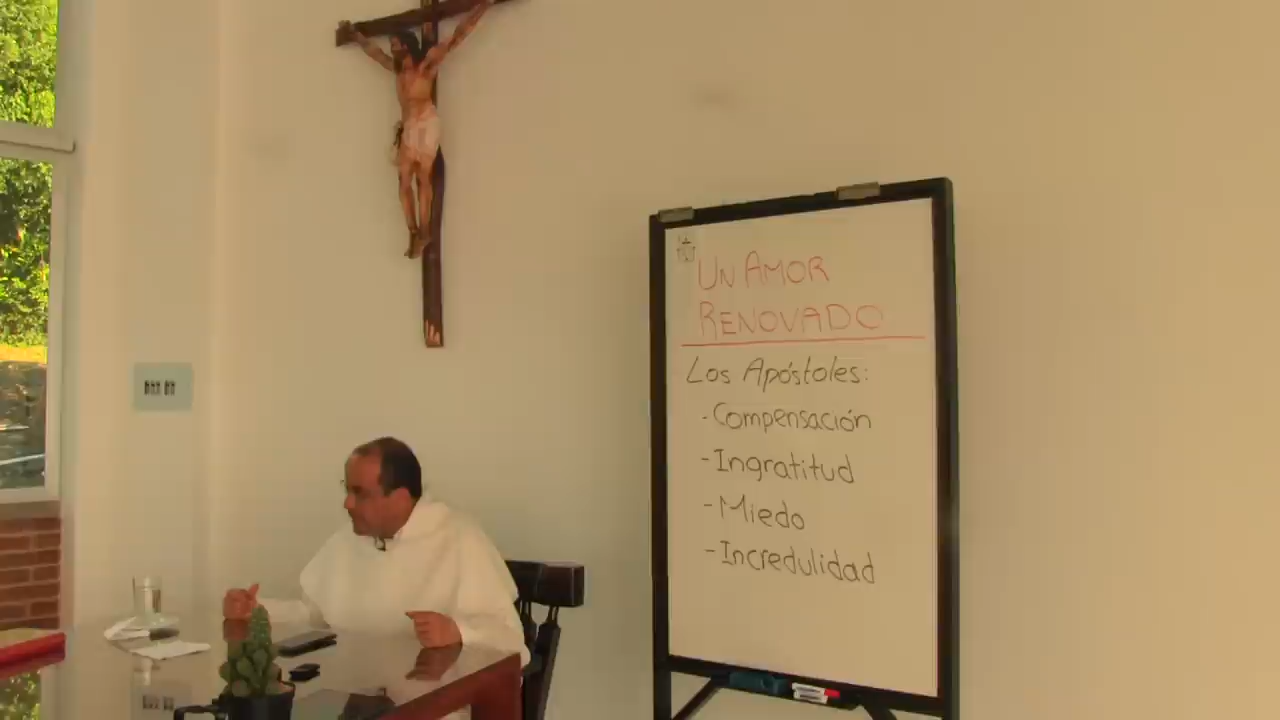 UN AMOR
RENOVADO
Los Apóstoles:
- Compensación
- Ingratitud
- Miedo
- Incredulidad